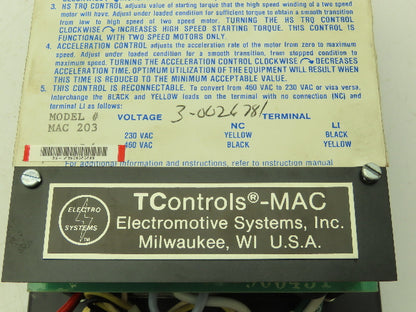 3. HS TRQ CONTROL adjusts value of starting torque that the high speed winding of a two speed
motor will have. Adjust under loaded condition for sufficient torque to obtain a smooth transition
from low to high speed of two speed motor. TURNING THE HS TRQ CONTROL
CLOCKWISE INCREASES HIGH SPEED STARTING TORQUE. THIS CONTROL IS
FUNCTIONAL WITH TWO SPEED MOTORS ONLY.
4. ACCELERATION CONTROL adjusts the acceleration rate of the motor from zero to maximum
speed. Adjust under loaded condition for a smooth transition from stopped condition to
maximum speed. TURNING THE ACCELERATION CONTROL CLOCKWISE DECREASES
ACCELERATION TIME. OPTIMUM UTILIZATION OF THE EQUIPMENT WILL RESULT WHEN
THIS TIME IS REDUCED TO THE MINIMUM ACCEPTABLE VALUE.
5. THIS CONTROL IS RECONNECTABLE. To convert from 460 VAC to 230 VAC or visa versa,
Interchange the BLACK and YELLOW leads on the terminal with no connection (NC) and
terminal LI as follows:
MODEL # VOLTAGE TERMINAL
MAC 203 NC LI
230 VAC YELLOW BLACK
460 VAC BLACK YELLOW
For additional information and instructions, refer to instruction manual
ELECTRO
SYSTEMS
TM
TControls®-MAC
Electromotive Systems, Inc.
Milwaukee, WI U.S.A.